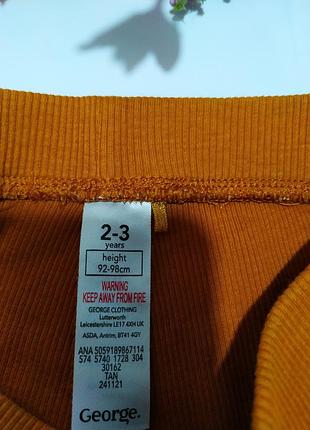 2-3
years
height
92-98cm
WARNING
KEEP AWAY FROM FIRE
GEORGE CLOTHING
Lutterworth
Leicestershire LE17 4XH UK
ASDA, Antrim, BT41 4GY
ANA 5059189867114
574 5740 1728 304
30162
TAN
241121
George.